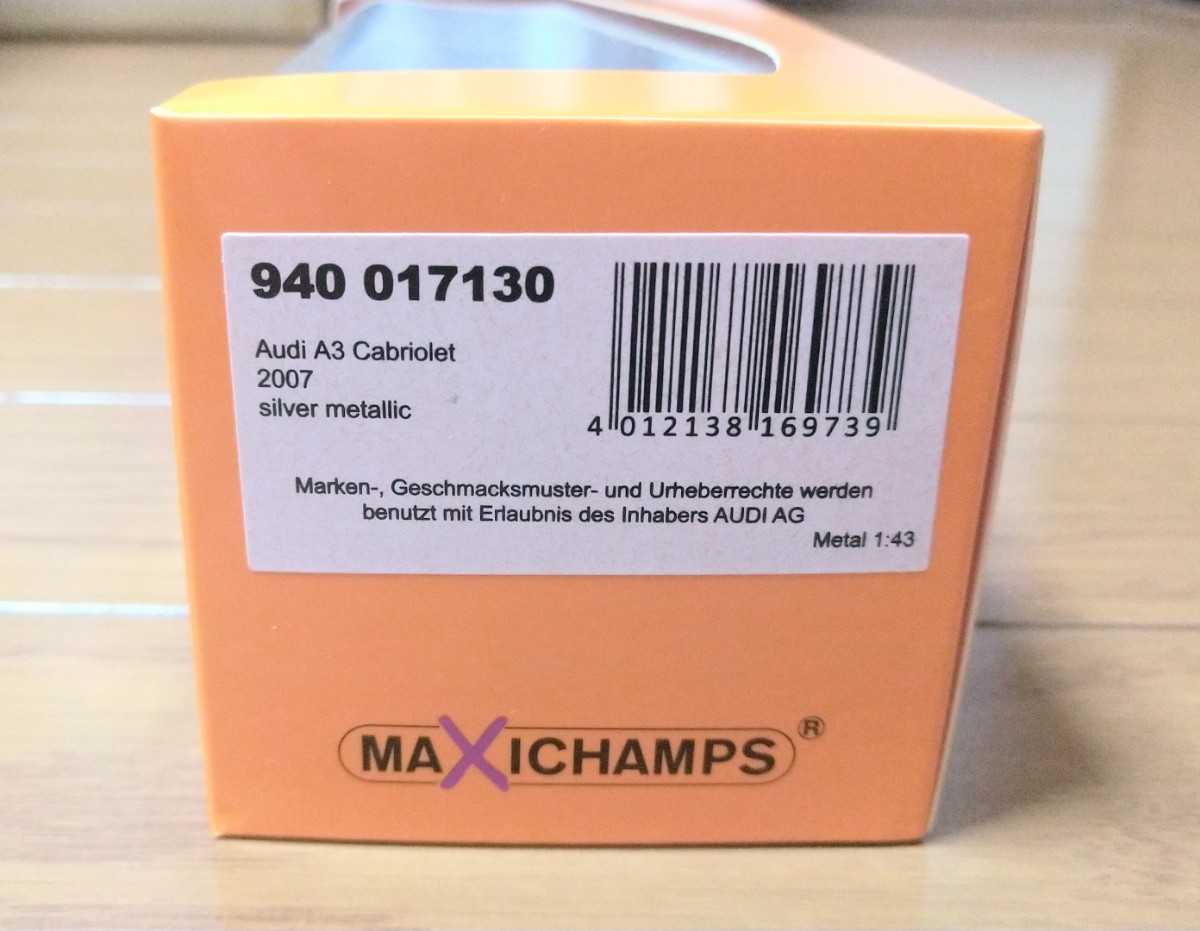 940 017130
Audi A3 Cabriolet
2007
silver metallic
4 012138 169739
Marken-, Geschmacksmuster- und Urheberrechte werden
benutzt mit Erlaubnis des Inhabers AUDI AG
Metal 1:43
MAXICHAMPS®